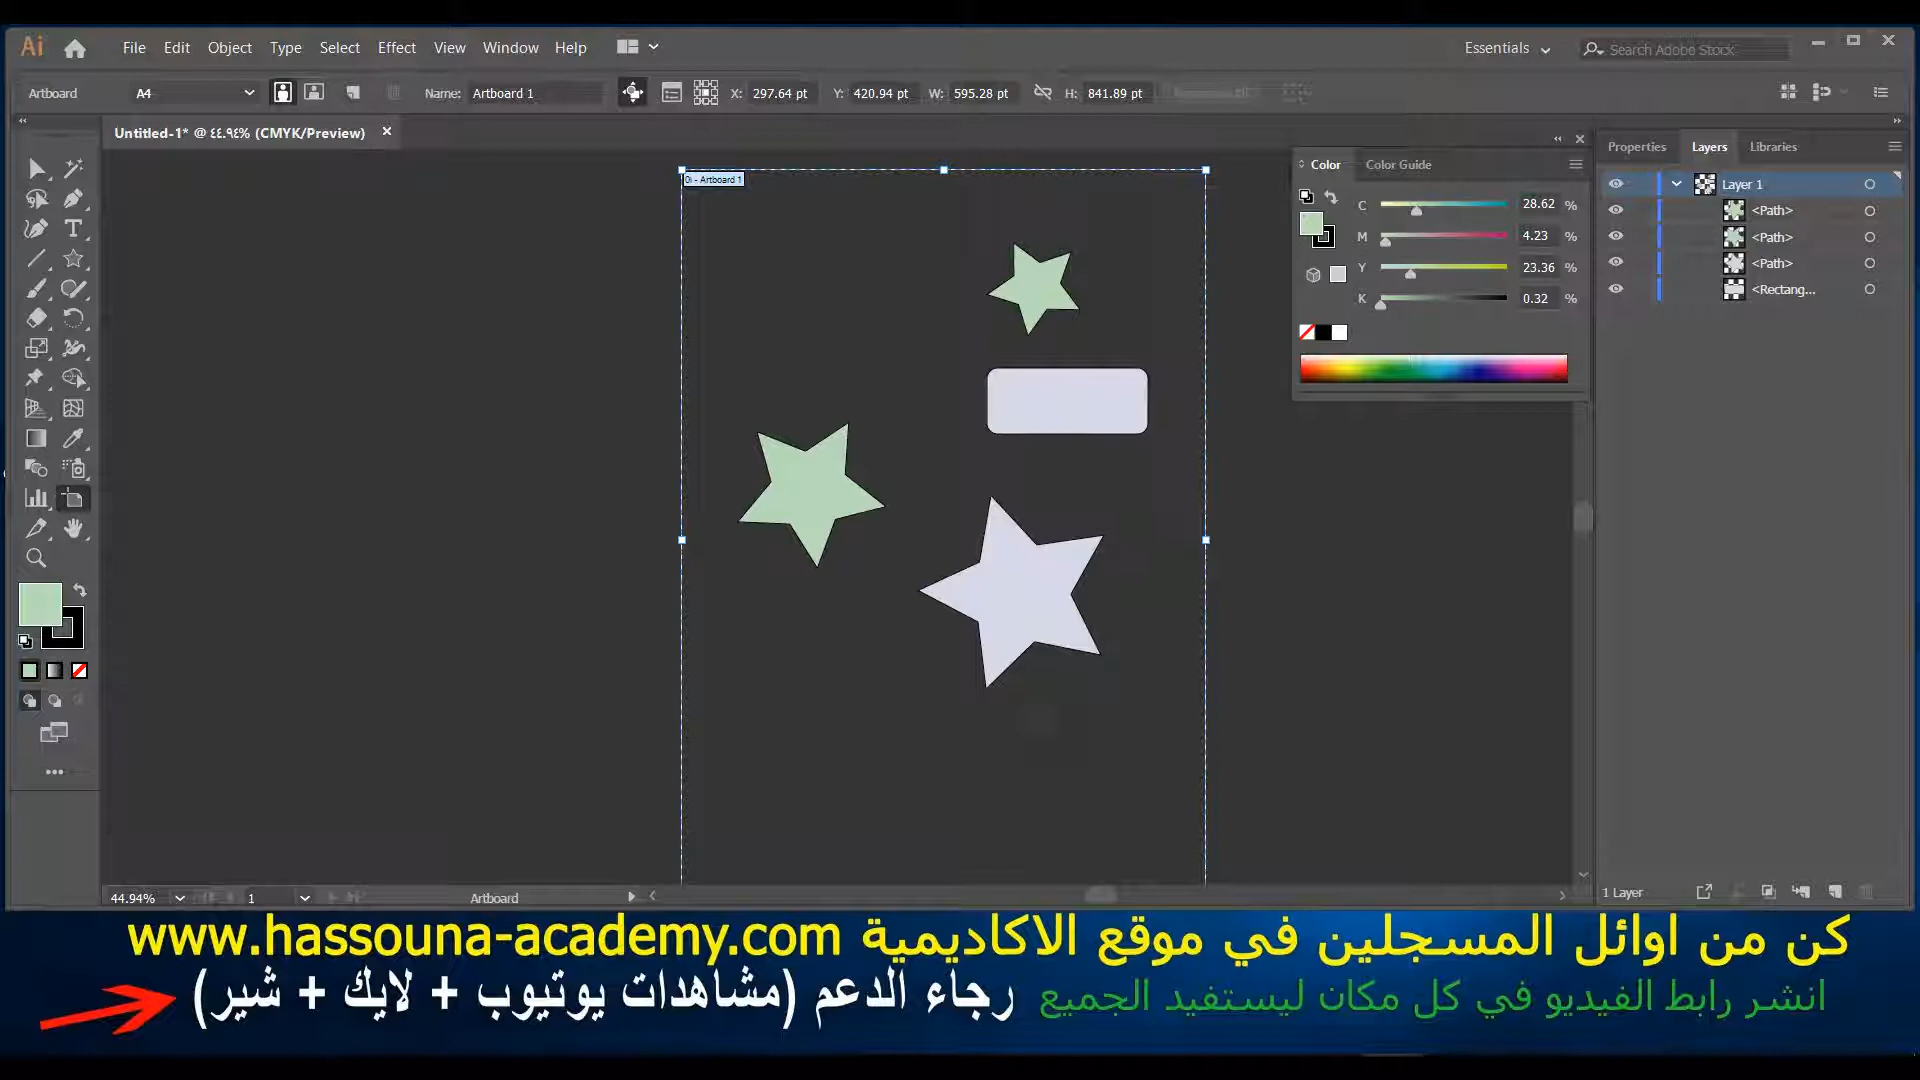 Ai File Edit Object Type Select Effect View Window Help Essentials Search Adobe Stock
Artboard A4 Name: Artboard 1 X: 297.64 pt Y: 420.94 pt W: 595.28 pt H: 841.89 pt
Untitled-1* @ ٤٤.٩٤% (CMYK/Preview)
Color Color Guide
Properties Layers Libraries
Artboard 1
Layer 1
C 28.62 %
<Path>
M 4.23 %
<Path>
Y 23.36 %
<Path>
K 0.32 %
<Rectang...
T
44.94% 1 Artboard
1 Layer
كن من اوائل المسجلين في موقع الاكاديمية www.hassouna-academy.com
انشر رابط الفيديو في كل مكان ليستفيد الجميع
رجاء الدعم (مشاهدات يوتيوب + لايك + شير)